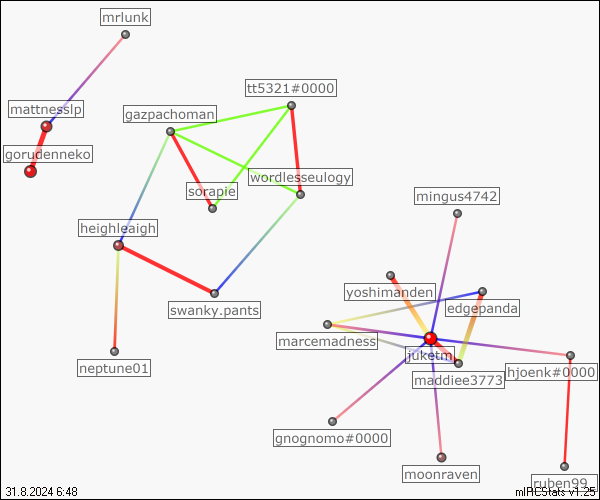 mrlunk
mattnesslp
gorudenneko
tt5321#0000
gazpachoman
wordlesseulogy
sorapie
mingus4742
heighleaigh
swanky.pants
yoshimanden
edgepanda
marcemadness
juketm
neptune01
maddiee3773
hjoenk#0000
gnognomo#0000
moonraven
ruben99_
31.8.2024 6:48
mIRCStats v1.25